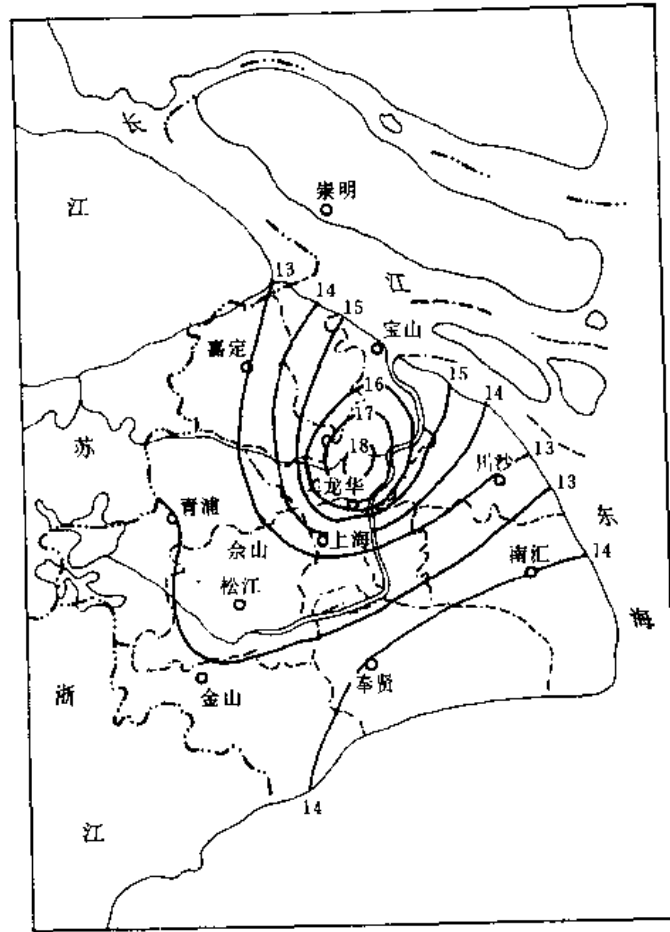 长
江
崇明
13
江
14
15
宝山
嘉定
16
15
14
17
苏
18
13
川沙
龙华
13
青浦
东
上海
佘山
南汇
14
松江
海
奉贤
浙
金山
14
江